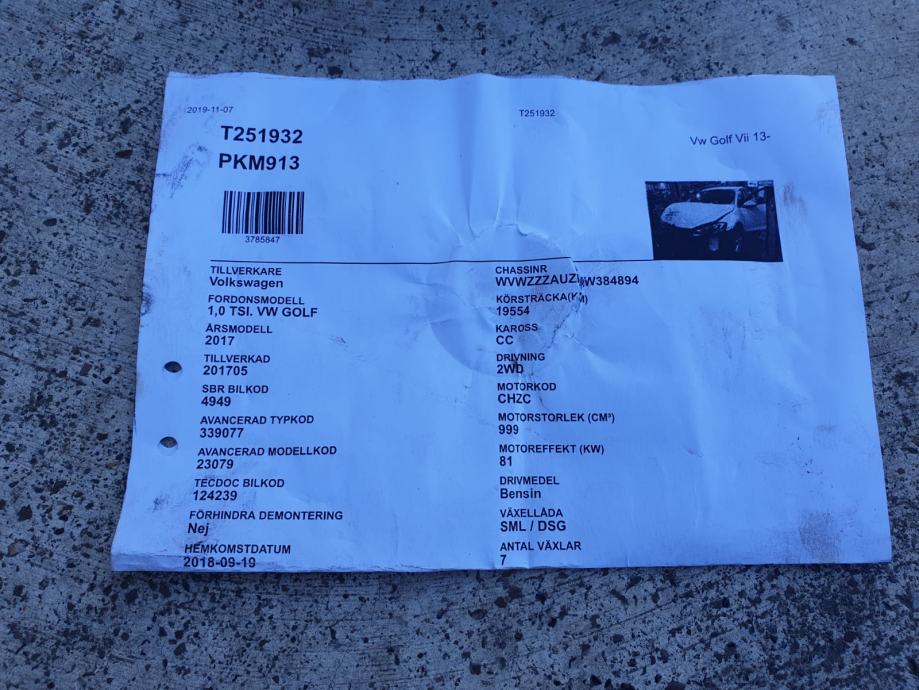 2019-11-07
T251932
T251932
PKM913
Vw Golf Vii 13-
3785847
TILLVERKARE
Volkswagen
FORDONSMODELL
1,0 TSI. VW GOLF
ÅRSMODELL
2017
TILLVERKAD
201705
SBR BILKOD
4949
AVANCERAD TYPKOD
339077
AVANCERAD MODELLKOD
23079
TECDOC BILKOD
124239
FÖRHINDRA DEMONTERING
Nej
HEMKOMSTDATUM
2018-09-19
CHASSINR
KÖRSTRÄCKA(KM)
19554
KAROSS
CC
DRIVNING
2WD
MOTORKOD
CHZC
MOTORSTORLEK (CM³)
999
MOTOREFFEKT (KW)
81
DRIVMEDEL
Bensin
VÄXELLÅDA
SML / DSG
ANTAL VÄXLAR
7